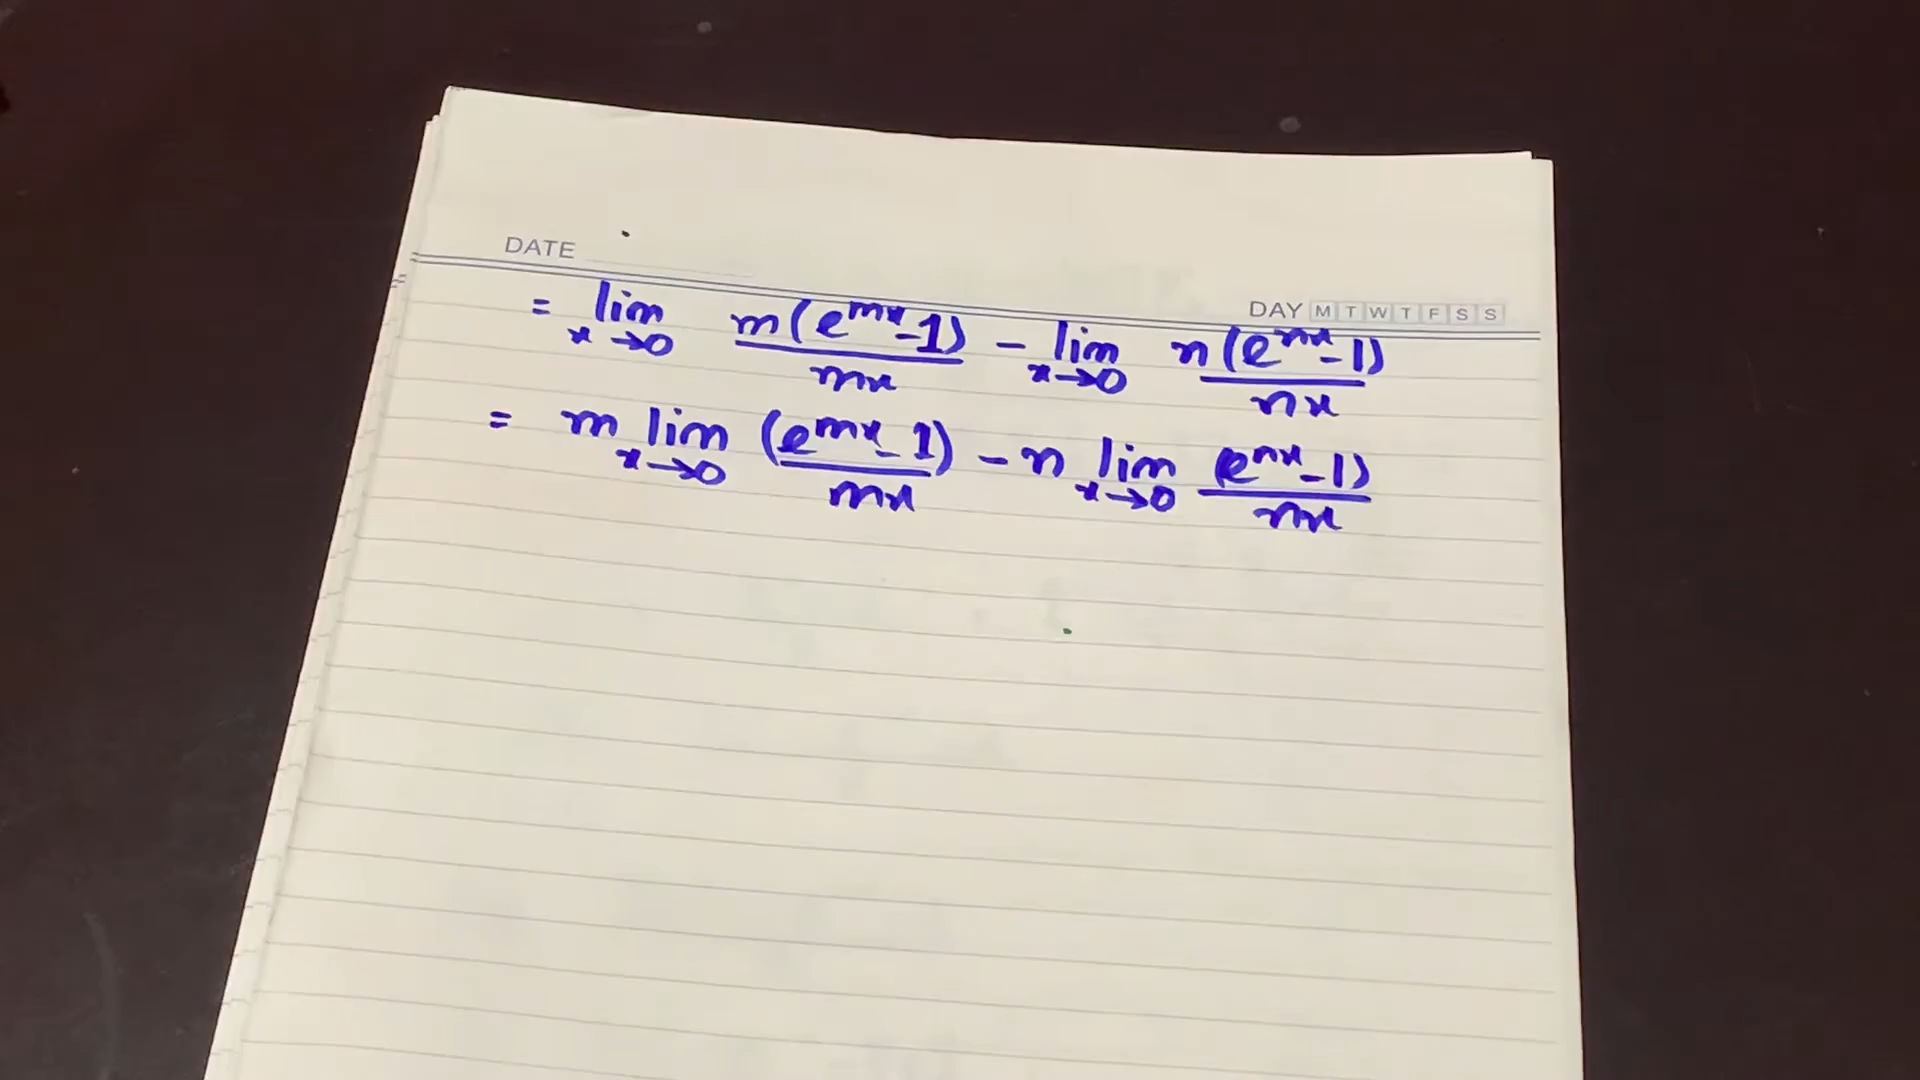 DATE
DAY M T W T F S S
= lim x→0 m(e^mx-1)/mx - lim x→0 n(e^nx-1)/nx
= m lim x→0 (e^mx-1)/mx - n lim x→0 (e^nx-1)/nx